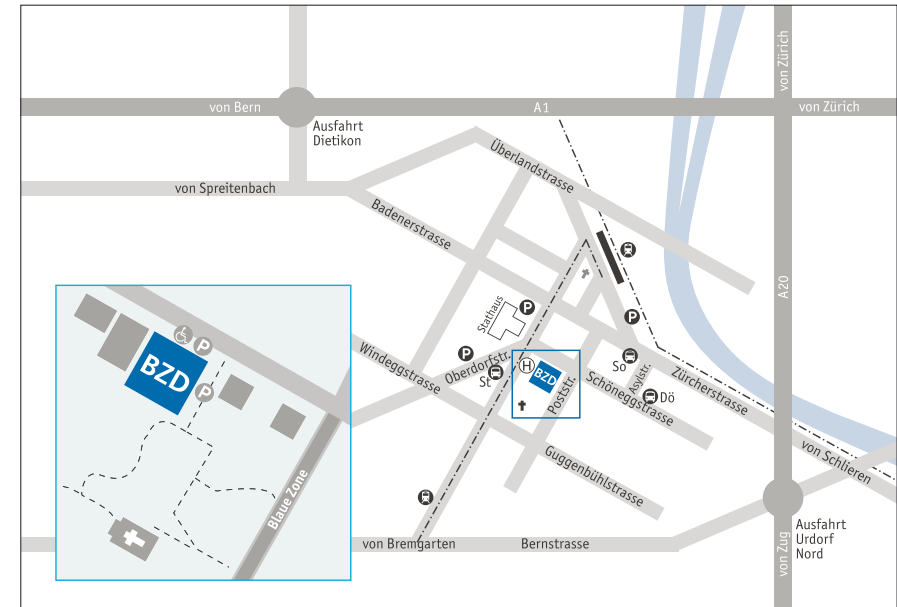 von Zürich
von Bern
A1
von Zürich
Ausfahrt
Dietikon
Überlandstrasse
von Spreitenbach
Badenerstrasse
A20
Stathaus
P
P
P
Windeggstrasse
Oberdorfstr.
St
H
BZD
Poststr.
So
Asylstr.
Dö
Schöneggstrasse
Zürcherstrasse
von Schlieren
Guggenbühlstrasse
P
BZD
P
Blaue Zone
von Bremgarten
Bernstrasse
von Zug
Ausfahrt
Urdorf
Nord